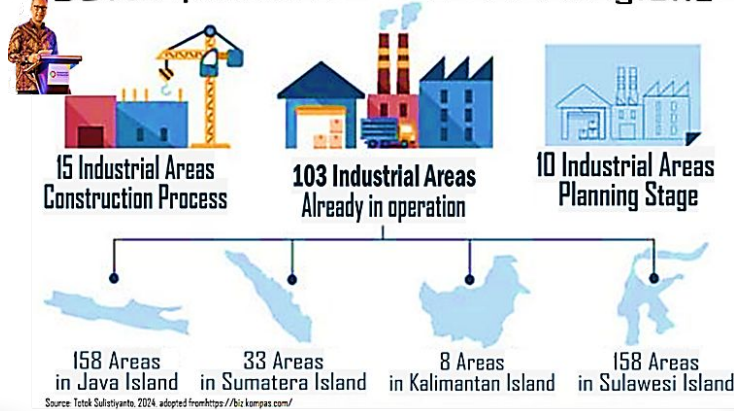 15 Industrial Areas
Construction Process
103 Industrial Areas
Already in operation
10 Industrial Areas
Planning Stage
158 Areas
in Java Island
33 Areas
in Sumatera Island
8 Areas
in Kalimantan Island
158 Areas
in Sulawesi Island
Source: Totok Sulistiyanto, 2024, adopted fromhttps://biz.kompas.com/